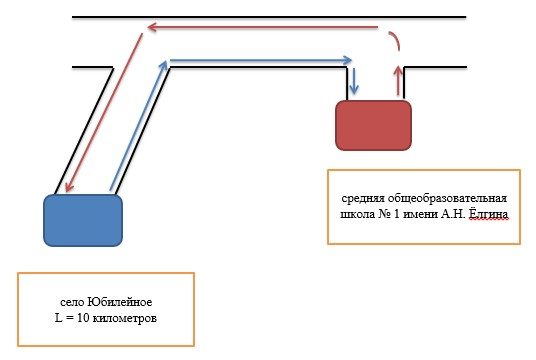 средняя общеобразовательная
школа № 1 имени А.Н. Ёлгина
село Юбилейное
L = 10 километров